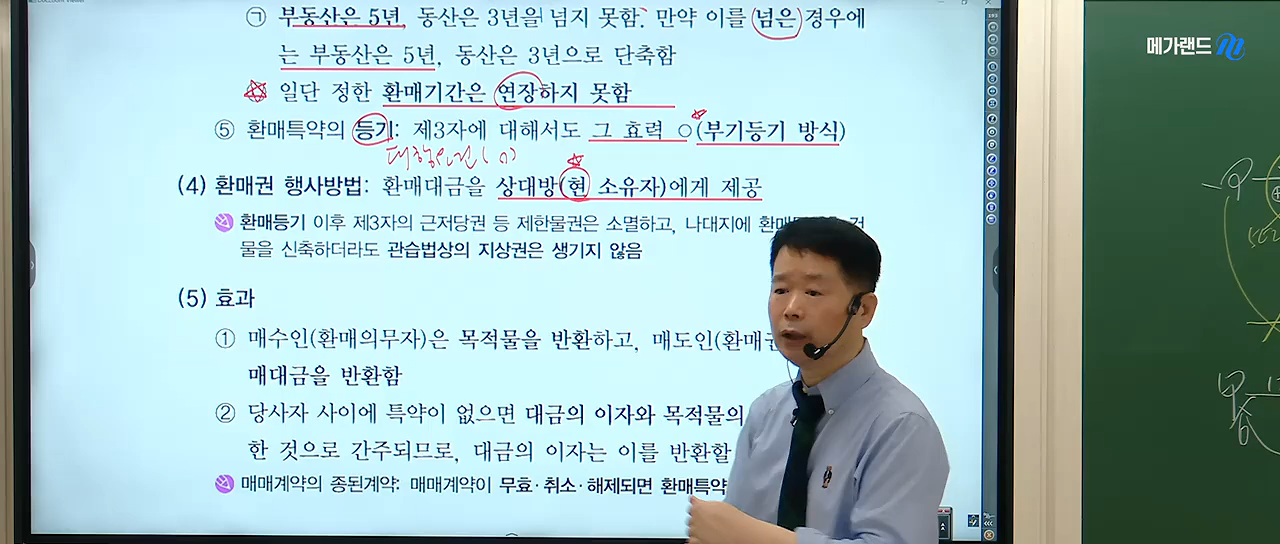 ㉠ 부동산은 5년, 동산은 3년을 넘지 못함. 만약 이를 넘은 경우에
는 부동산은 5년, 동산은 3년으로 단축함
일단 정한 환매기간은 연장하지 못함
⑤ 환매특약의 등기: 제3자에 대해서도 그 효력 ○(부기등기 방식)
(4) 환매권 행사방법: 환매대금을 상대방(현 소유자)에게 제공
환매등기 이후 제3자의 근저당권 등 제한물권은 소멸하고, 나대지에
물을 신축하더라도 관습법상의 지상권은 생기지 않음
(5) 효과
① 매수인(환매의무자)은 목적물을 반환하고, 매도인(환매
매대금을 반환함
② 당사자 사이에 특약이 없으면 대금의 이자와 목적물의
한 것으로 간주되므로, 대금의 이자는 이를 반환할
매매계약의 종된계약: 매매계약이 무효·취소·해제되면 환매특약
메가랜드